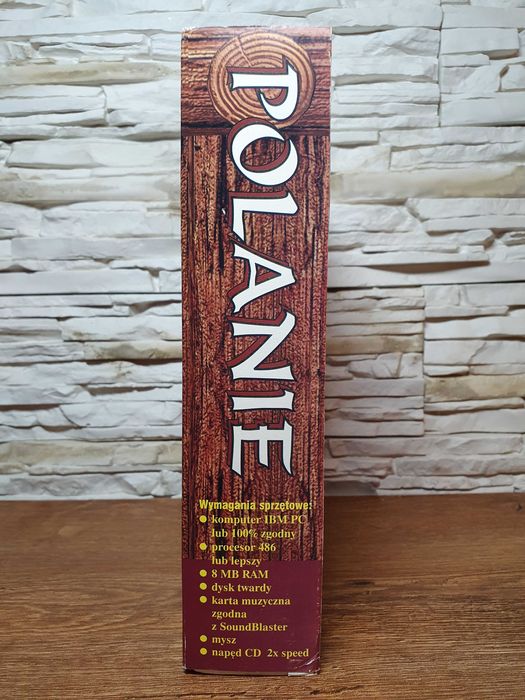 POLANIE
Wymagania sprzętowe:
komputer IBM PC
lub 100% zgodny
procesor 486
lub lepszy
8 MB RAM
dysk twardy
karta muzyczna
zgodna
z SoundBlaster
mysz
napęd CD 2x speed